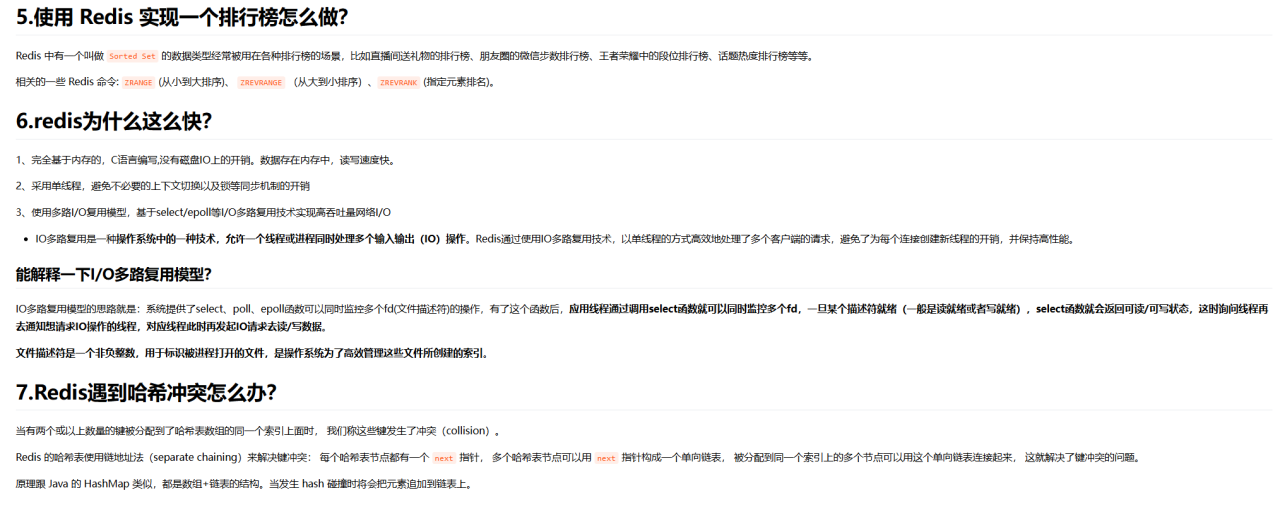 5.使用 Redis 实现一个排行榜怎么做？
Redis 中有一个叫做 Sorted Set 的数据类型经常被用在各种排行榜的场景，比如直播间送礼物的排行榜、朋友圈的微信步数排行榜、王者荣耀中的段位排行榜、话题热度排行榜等等。
相关的一些 Redis 命令: ZRANGE (从小到大排序)、 ZREVRANGE （从大到小排序）、 ZREVRANK (指定元素排名)。
6.redis为什么这么快？
1、完全基于内存的，C语言编写,没有磁盘IO上的开销。数据存在内存中，读写速度快。
2、采用单线程，避免不必要的上下文切换以及锁等同步机制的开销
3、使用多路I/O复用模型，基于select/epoll等I/O多路复用技术实现高吞吐量网络I/O
• IO多路复用是一种操作系统中的一种技术，允许一个线程或进程同时处理多个输入输出（IO）操作。Redis通过使用IO多路复用技术，以单线程的方式高效地处理了多个客户端的请求，避免了为每个连接创建新线程的开销，并保持高性能。
能解释一下I/O多路复用模型？
IO多路复用模型的思路就是：系统提供了select、poll、epoll函数可以同时监控多个fd(文件描述符)的操作，有了这个函数后，应用线程通过调用select函数就可以同时监控多个fd，一旦某个描述符就绪（一般是读就绪或者写就绪），select函数就会返回可读/可写状态，这时询问线程再
去通知想请求IO操作的线程，对应线程此时再发起IO请求去读/写数据。
文件描述符是一个非负整数，用于标识被进程打开的文件，是操作系统为了高效管理这些文件所创建的索引。
7.Redis遇到哈希冲突怎么办？
当有两个或以上数量的键被分配到了哈希表数组的同一个索引上面时， 我们称这些键发生了冲突（collision）。
Redis 的哈希表使用链地址法（separate chaining）来解决键冲突： 每个哈希表节点都有一个 next 指针， 多个哈希表节点可以用 next 指针构成一个单向链表， 被分配到同一个索引上的多个节点可以用这个单向链表连接起来， 这就解决了键冲突的问题。
原理跟 Java 的 HashMap 类似，都是数组+链表的结构。当发生 hash 碰撞时将会把元素追加到链表上。